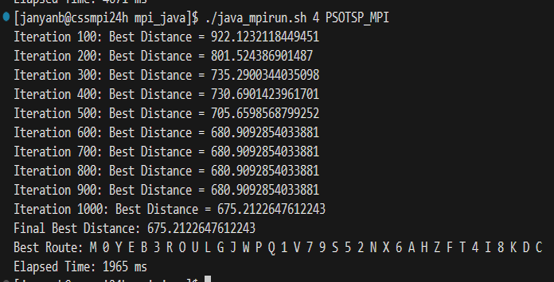 Elapsed Time: 4071 ms
[janyanb@cssmpi24h mpi_java]$ ./java_mpirun.sh 4 PSOTSP_MPI
Iteration 100: Best Distance = 922.1232118449451
Iteration 200: Best Distance = 801.524386901487
Iteration 300: Best Distance = 735.2900344035098
Iteration 400: Best Distance = 730.6901423961701
Iteration 500: Best Distance = 705.6598568799252
Iteration 600: Best Distance = 680.9092854033881
Iteration 700: Best Distance = 680.9092854033881
Iteration 800: Best Distance = 680.9092854033881
Iteration 900: Best Distance = 680.9092854033881
Iteration 1000: Best Distance = 675.2122647612243
Final Best Distance: 675.2122647612243
Best Route: M 0 Y E B 3 R O U L G J W P Q 1 V 7 9 S 5 2 N X 6 A H Z F T 4 I 8 K D C
Elapsed Time: 1965 ms